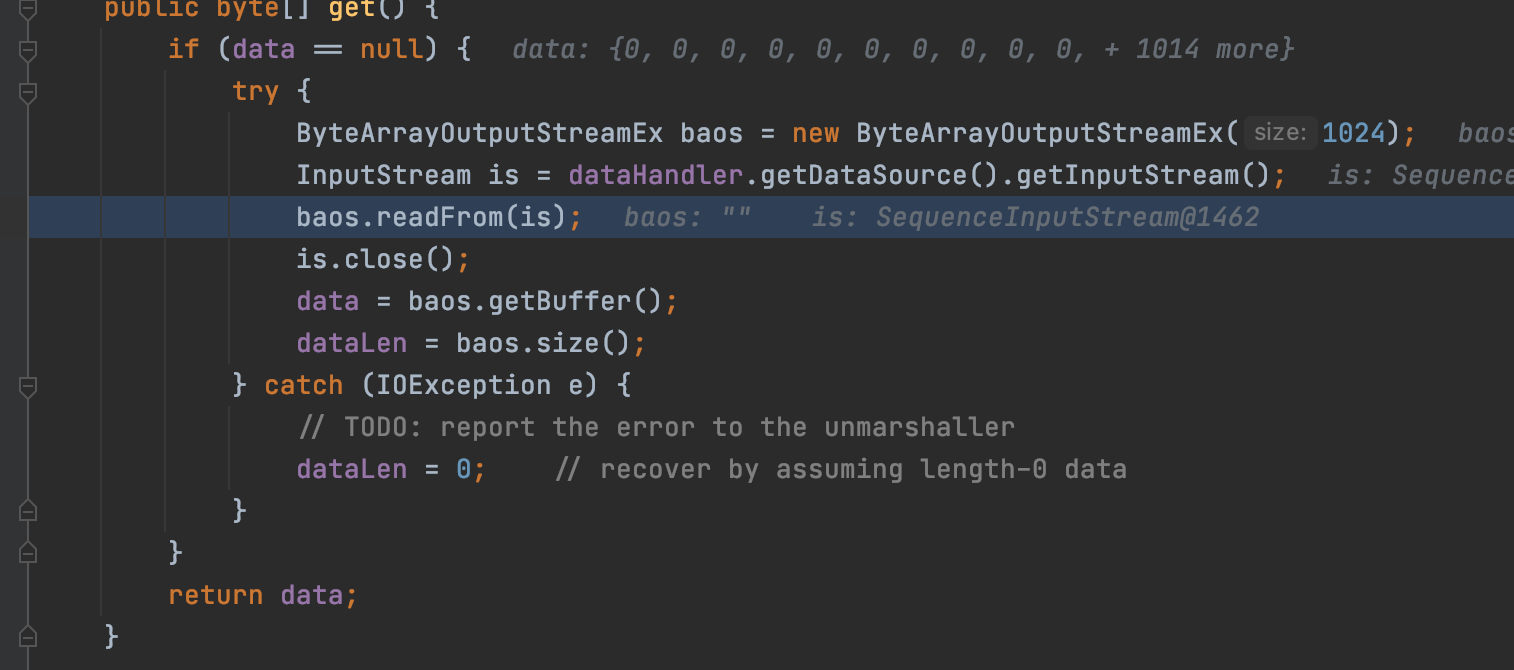 public byte[] get() {
if (data == null) {   data: {0, 0, 0, 0, 0, 0, 0, 0, 0, 0, + 1014 more}
try {
ByteArrayOutputStreamEx baos = new ByteArrayOutputStreamEx( size: 1024);   baos
InputStream is = dataHandler.getDataSource().getInputStream();   is: Sequence
baos.readFrom(is);   baos: ""   is: SequenceInputStream@1462
is.close();
data = baos.getBuffer();
dataLen = baos.size();
} catch (IOException e) {
// TODO: report the error to the unmarshaller
dataLen = 0;    // recover by assuming length-0 data
}
}
return data;
}